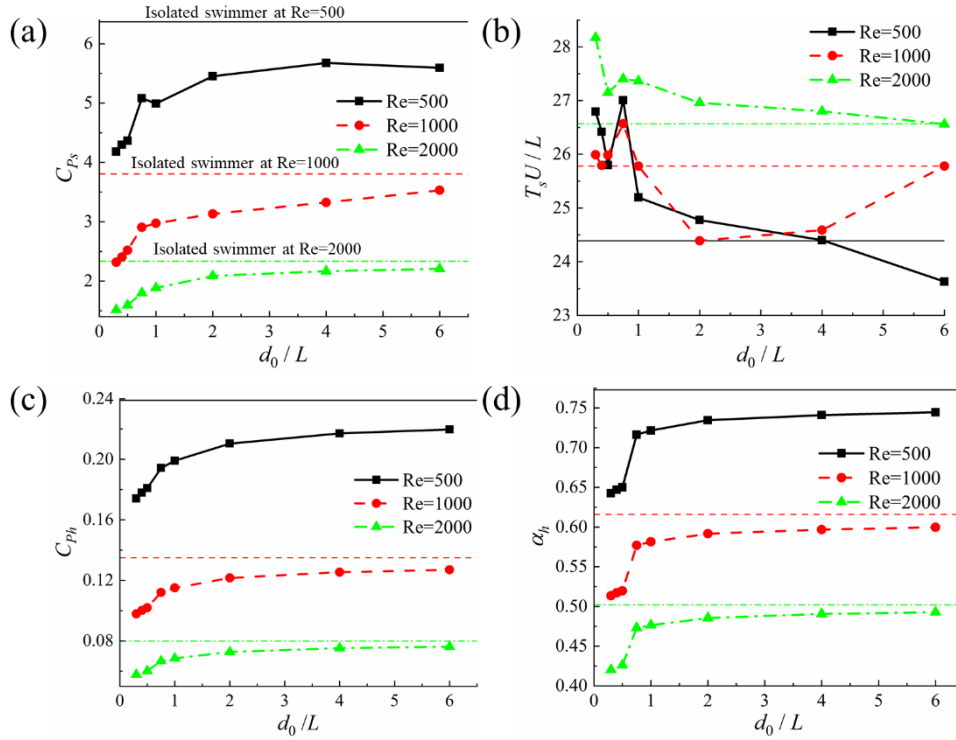 (a)
Isolated swimmer at Re=500
6
5
4
3
2
C_{Ps}
Re=500
Re=1000
Re=2000
Isolated swimmer at Re=1000
Isolated swimmer at Re=2000
0 1 2 3 4 5 6
d_0 / L
(b)
28
27
26
25
24
23
T_s U / L
Re=500
Re=1000
Re=2000
0 1 2 3 4 5 6
d_0 / L
(c)
0.24
0.20
0.16
0.12
0.08
C_{Ph}
Re=500
Re=1000
Re=2000
0 1 2 3 4 5 6
d_0 / L
(d)
0.75
0.70
0.65
0.60
0.55
0.50
0.45
0.40
α_h
Re=500
Re=1000
Re=2000
0 1 2 3 4 5 6
d_0 / L